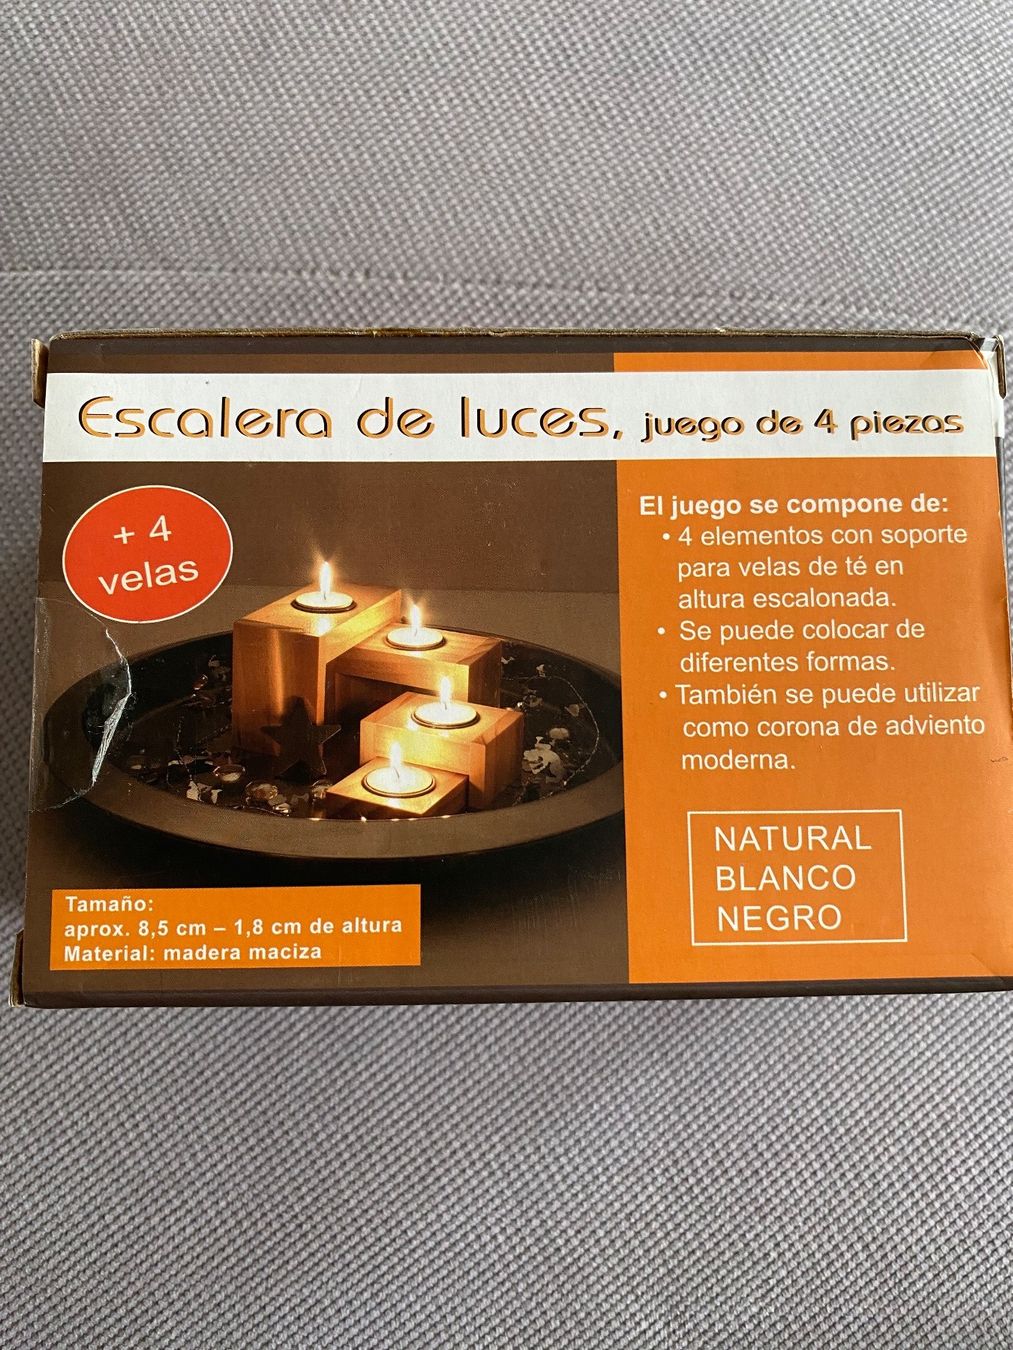 Escalera de luces, juego de 4 piezas
+ 4
velas
El juego se compone de:
• 4 elementos con soporte
para velas de té en
altura escalonada.
• Se puede colocar de
diferentes formas.
• También se puede utilizar
como corona de adviento
moderna.
NATURAL
BLANCO
NEGRO
Tamaño:
aprox. 8,5 cm – 1,8 cm de altura
Material: madera maciza